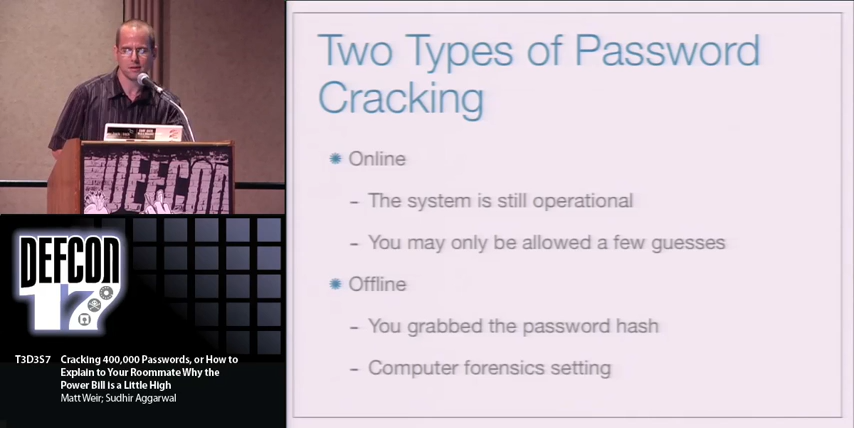 Two Types of Password
Cracking
Online
- The system is still operational
- You may only be allowed a few guesses
Offline
- You grabbed the password hash
- Computer forensics setting
DEFCON
DEFCON
17
T3D3S7 Cracking 400,000 Passwords, or How to
Explain to Your Roommate Why the
Power Bill is a Little High
Matt Weir; Sudhir Aggarwal